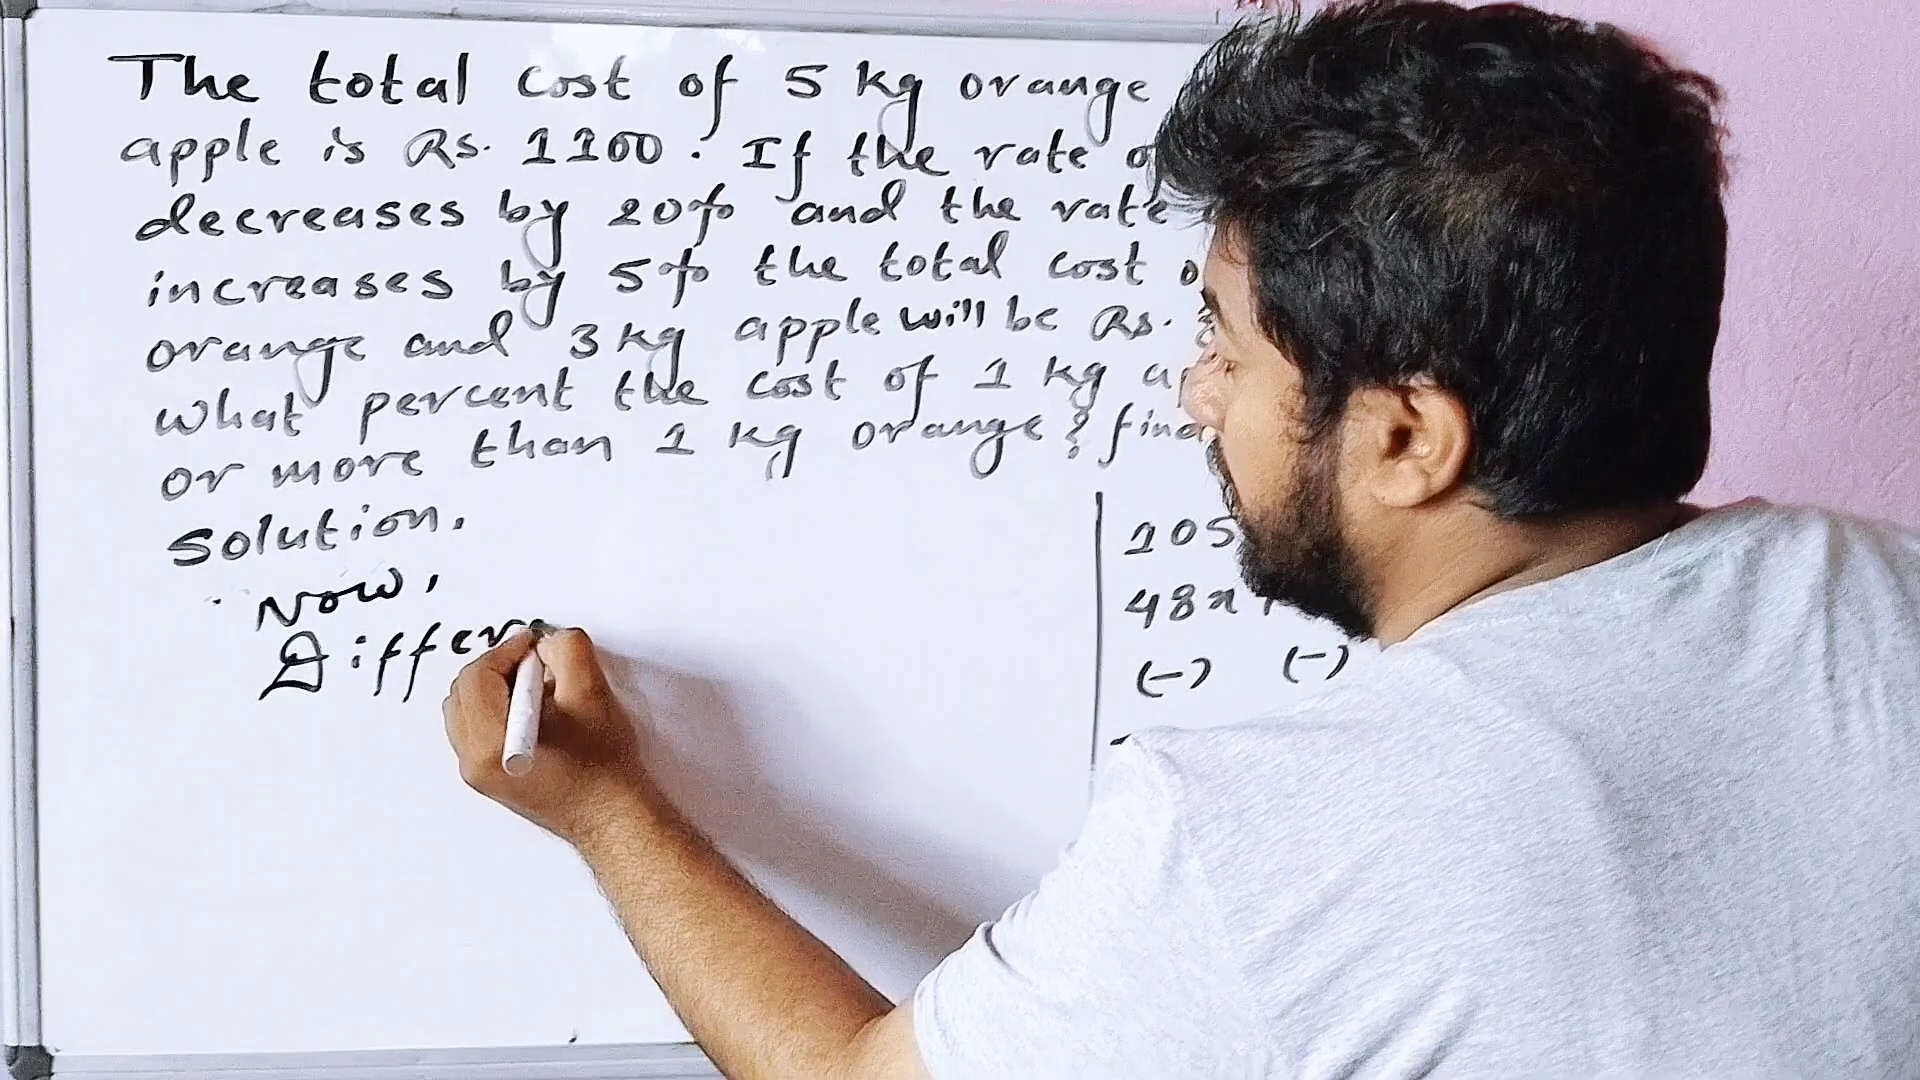 The total cost of 5 kg orange
apple is Rs. 1100. If the rate
decreases by 20% and the rate
increases by 5% the total cost
orange and 3 kg apple will be Rs.
what percent the cost of 1 kg
or more than 1 kg orange? find
solution.
Now,
Differe
105
48x
(-) (-)